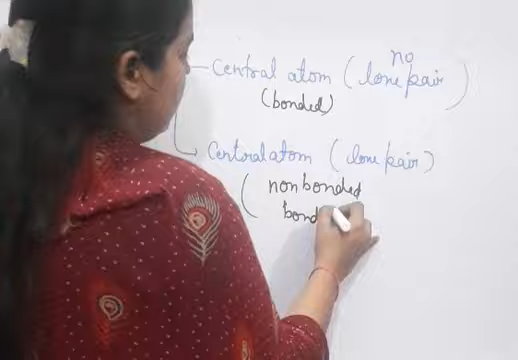 no
Central atom ( lone pair )
(bonded)
Central atom ( lone pair )
( nonbonded
bond